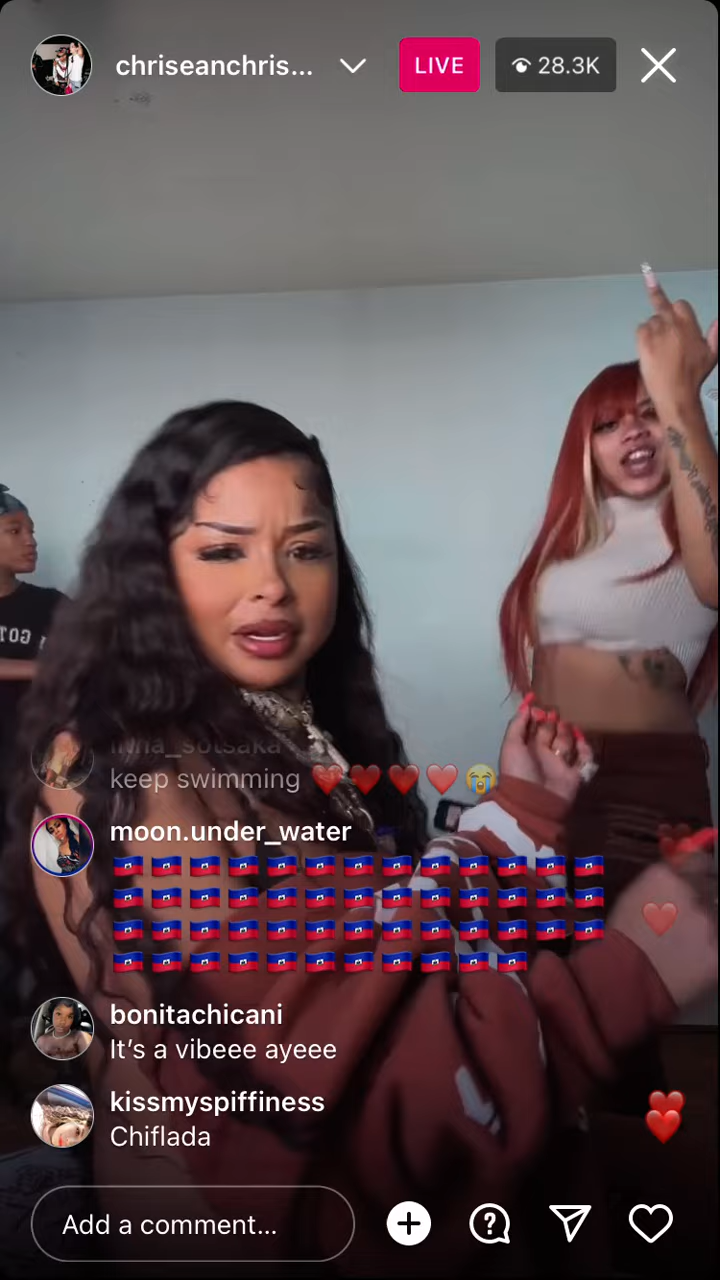 chriseanchris...
LIVE
28.3K
keep swimming ❤️❤️❤️❤️😭
moon.under_water
🇭🇹🇭🇹🇭🇹🇭🇹🇭🇹🇭🇹🇭🇹🇭🇹🇭🇹🇭🇹🇭🇹🇭🇹🇭🇹
🇭🇹🇭🇹🇭🇹🇭🇹🇭🇹🇭🇹🇭🇹🇭🇹🇭🇹🇭🇹🇭🇹🇭🇹🇭🇹
🇭🇹🇭🇹🇭🇹🇭🇹🇭🇹🇭🇹🇭🇹🇭🇹🇭🇹🇭🇹🇭🇹🇭🇹🇭🇹
🇭🇹🇭🇹🇭🇹🇭🇹🇭🇹🇭🇹🇭🇹🇭🇹🇭🇹🇭🇹🇭🇹
bonitachicani
It's a vibeee ayeee
kissmyspiffiness
Chiflada
Add a comment...